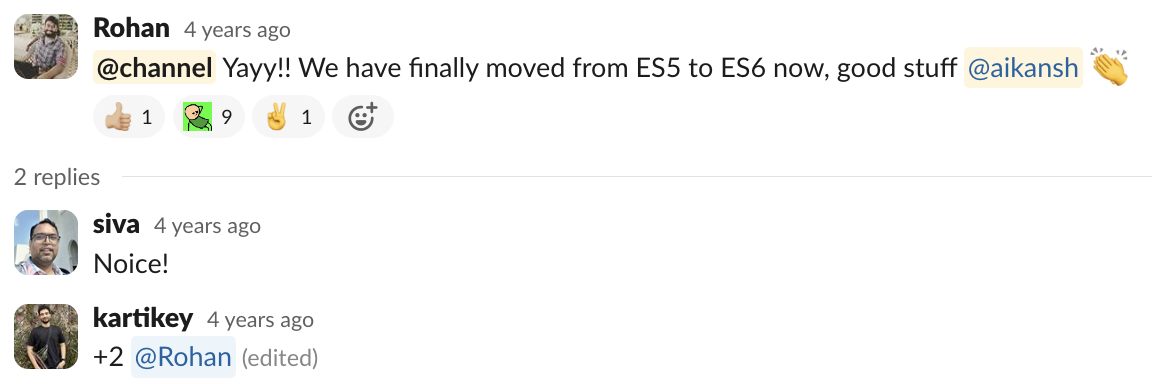 Rohan 4 years ago
@channel Yayy!! We have finally moved from ES5 to ES6 now, good stuff @aikansh 👏
1 9 1
2 replies
siva 4 years ago
Noice!
kartikey 4 years ago
+2 @Rohan (edited)